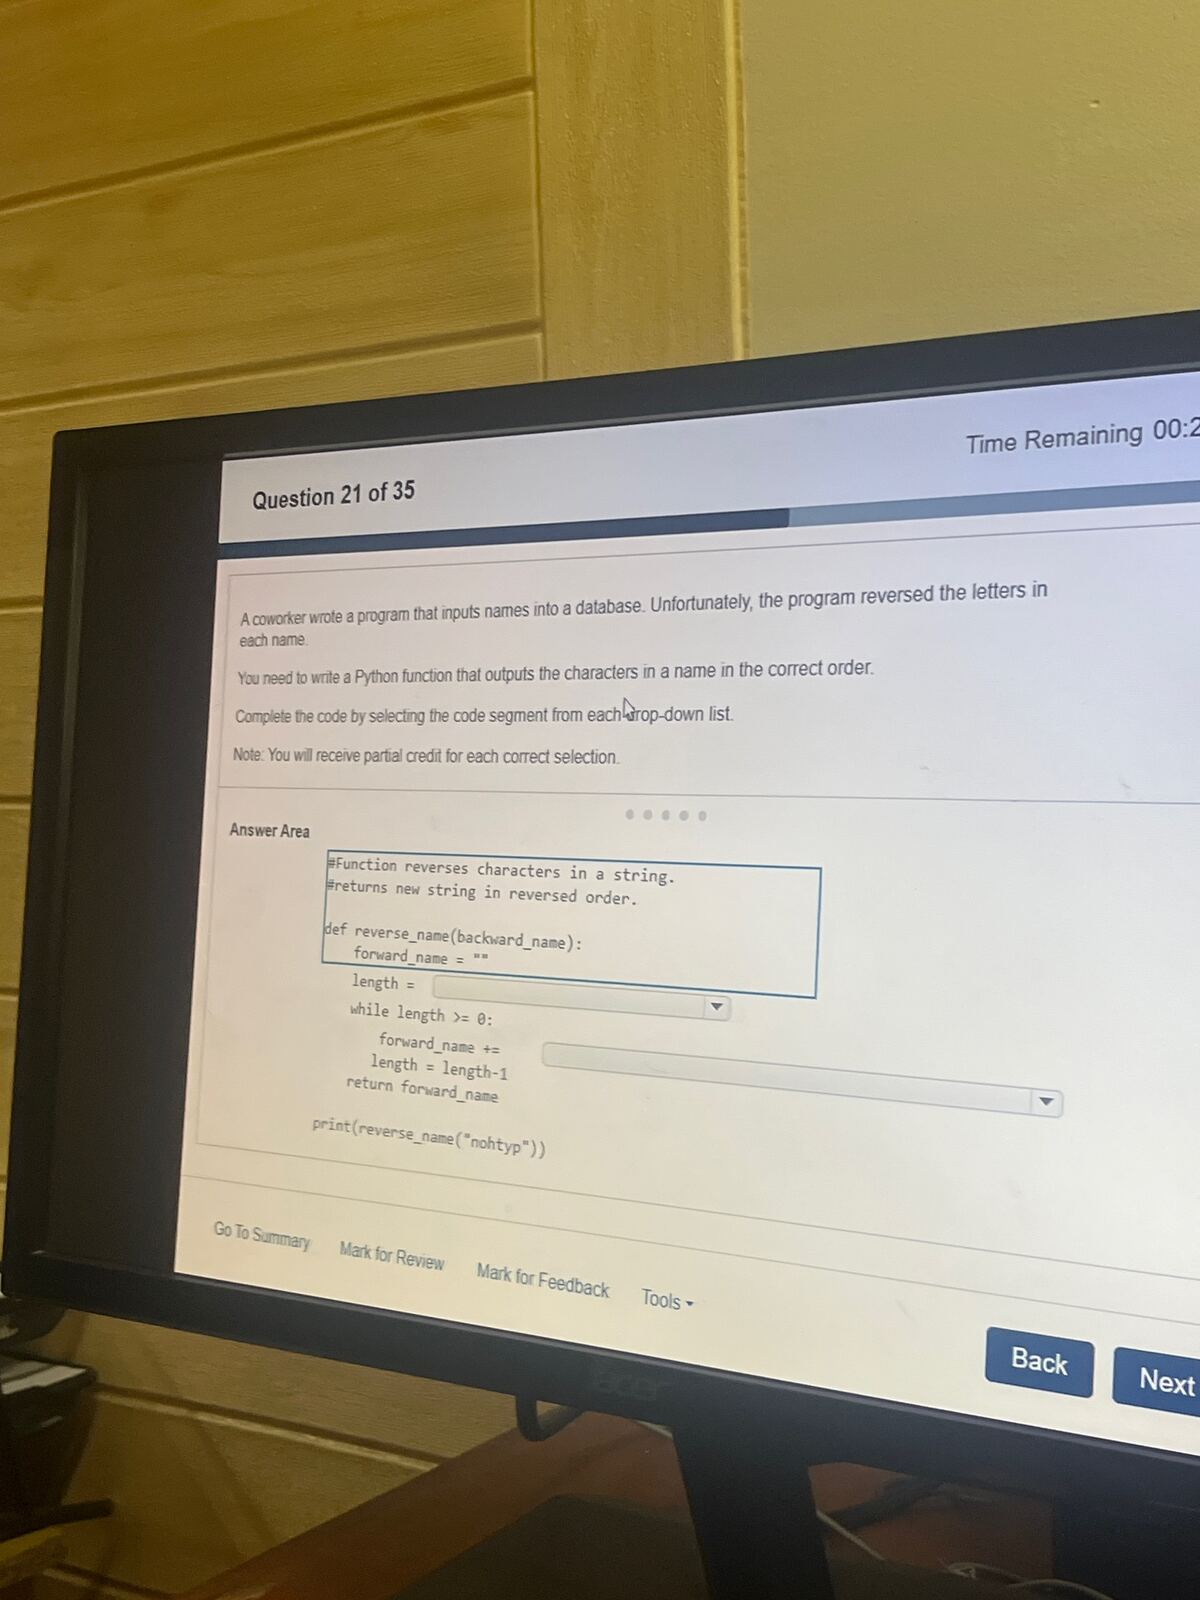 Time Remaining 00:2
Question 21 of 35
A coworker wrote a program that inputs names into a database. Unfortunately, the program reversed the letters in
each name.
You need to write a Python function that outputs the characters in a name in the correct order.
Complete the code by selecting the code segment from each drop-down list.
Note: You will receive partial credit for each correct selection.
Answer Area
#Function reverses characters in a string.
#returns new string in reversed order.
def reverse_name(backward_name):
forward_name = ""
length =
while length >= 0:
forward_name +=
length = length-1
return forward_name
print(reverse_name("nohtyp"))
Go To Summary Mark for Review Mark for Feedback Tools
Back Next
acer